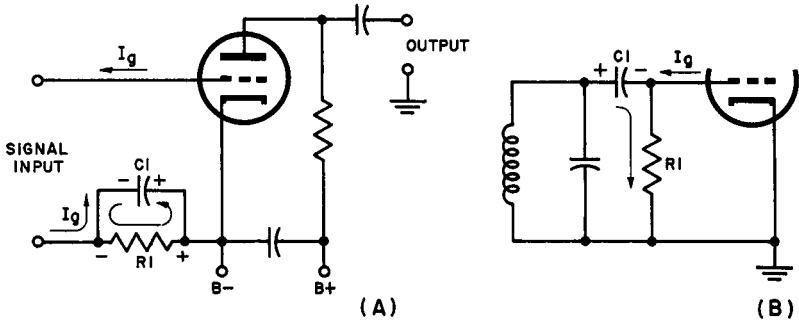 Ig
OUTPUT
SIGNAL
INPUT
C1
- +
Ig
- R1 +
B- B+
(A)
C1
+ -
Ig
R1
(B)